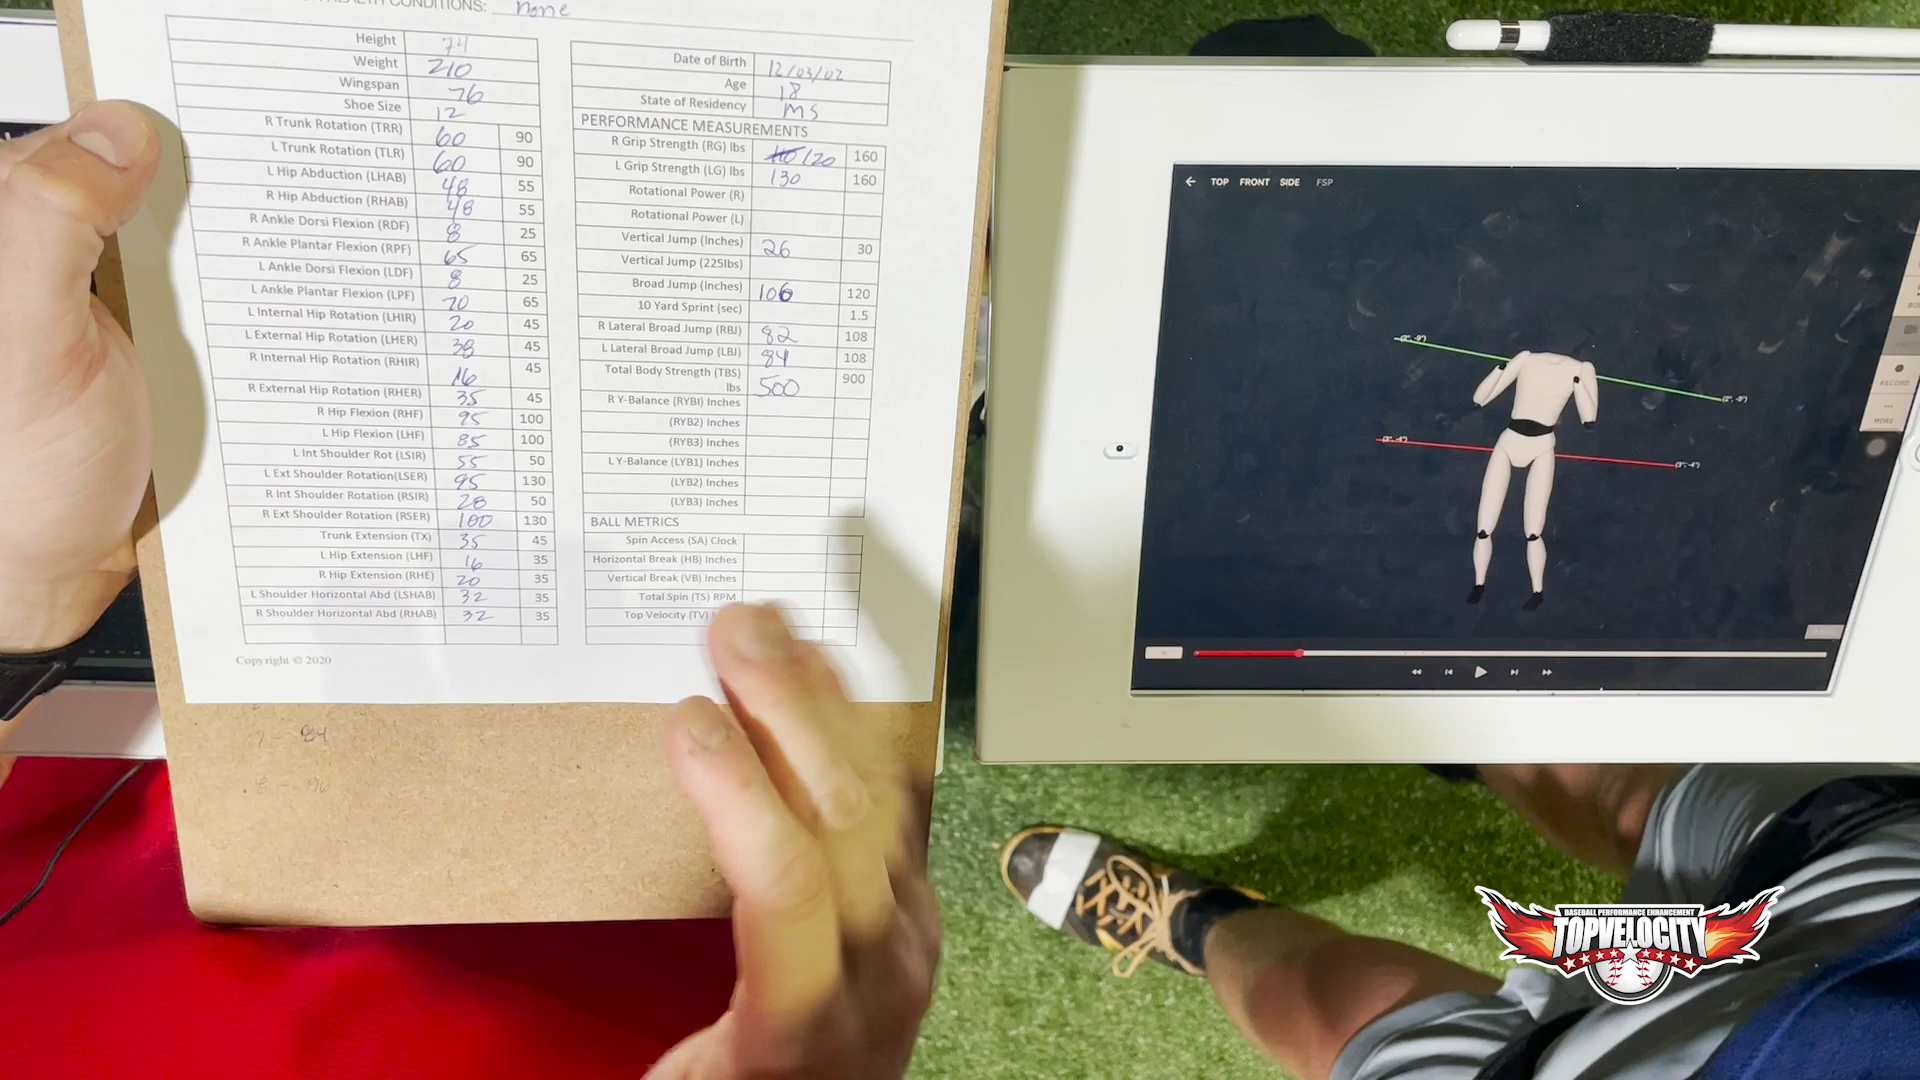 HEALTH CONDITIONS: none
Height 74
Weight 210
Wingspan 76
Shoe Size 12
R Trunk Rotation (TRR) 60 90
L Trunk Rotation (TLR) 60 90
L Hip Abduction (LHAB) 48 55
R Hip Abduction (RHAB) 48 55
R Ankle Dorsi Flexion (RDF) 8 25
R Ankle Plantar Flexion (RPF) 65 65
L Ankle Dorsi Flexion (LDF) 8 25
L Ankle Plantar Flexion (LPF) 70 65
L Internal Hip Rotation (LHIR) 20 45
L External Hip Rotation (LHER) 38 45
R Internal Hip Rotation (RHIR) 16 45
R External Hip Rotation (RHER) 35 45
R Hip Flexion (RHF) 95 100
L Hip Flexion (LHF) 85 100
L Int Shoulder Rot (LSIR) 55 50
L Ext Shoulder Rotation(LSER) 95 130
R Int Shoulder Rotation (RSIR) 28 50
R Ext Shoulder Rotation (RSER) 100 130
Trunk Extension (TX) 35 45
L Hip Extension (LHF) 16 35
R Hip Extension (RHE) 20 35
L Shoulder Horizontal Abd (LSHAB) 32 35
R Shoulder Horizontal Abd (RHAB) 32 35
Copyright © 2020
Date of Birth 12/03/02
Age 18
State of Residency MS
PERFORMANCE MEASUREMENTS
R Grip Strength (RG) lbs 120 160
L Grip Strength (LG) lbs 130 160
Rotational Power (R)
Rotational Power (L)
Vertical Jump (Inches) 26 30
Vertical Jump (225lbs)
Broad Jump (Inches) 106 120
10 Yard Sprint (sec) 1.5
R Lateral Broad Jump (RBJ) 82 108
L Lateral Broad Jump (LBJ) 84 108
Total Body Strength (TBS) lbs 500 900
R Y-Balance (RYBI) Inches
(RYB2) Inches
(RYB3) Inches
L Y-Balance (LYB1) Inches
(LYB2) Inches
(LYB3) Inches
BALL METRICS
Spin Access (SA) Clock
Horizontal Break (HB) Inches
Vertical Break (VB) Inches
Total Spin (TS) RPM
Top Velocity (TV)
84
TOP FRONT SIDE FSP
RECORD
MORE
BASEBALL PERFORMANCE ENHANCEMENT
TOPVELOCITY